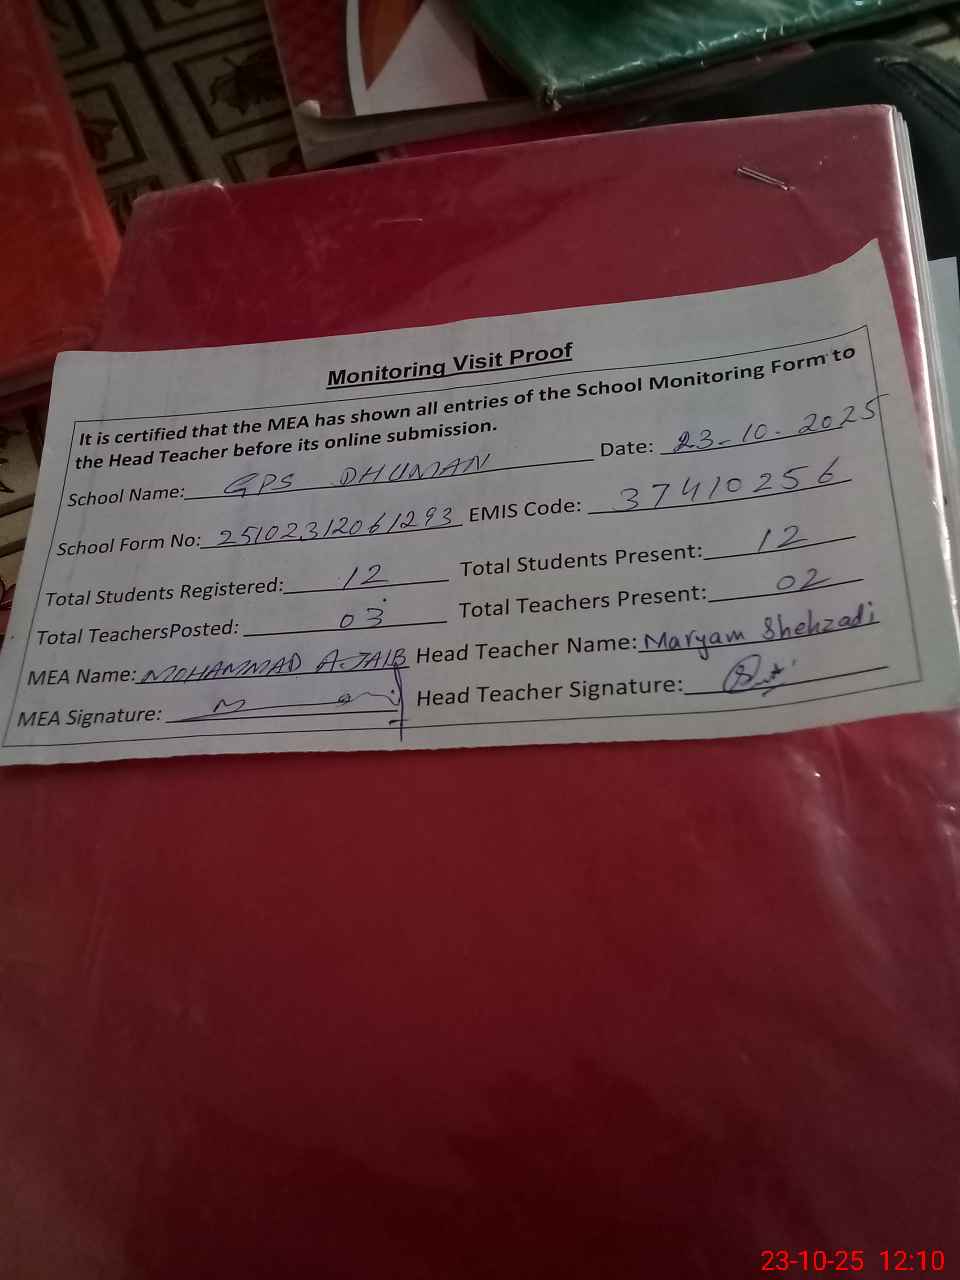 Monitoring Visit Proof
It is certified that the MEA has shown all entries of the School Monitoring Form to
the Head Teacher before its online submission.
School Name: GPS DHUMAN Date: 23-10-2025
School Form No: 25102312061293 EMIS Code: 37410256
Total Students Registered: 12 Total Students Present: 12
Total TeachersPosted: 03 Total Teachers Present: 02
MEA Name: MOHAMMAD AJAIB Head Teacher Name: Maryam Shehzadi
MEA Signature: Head Teacher Signature:
23-10-25 12:10